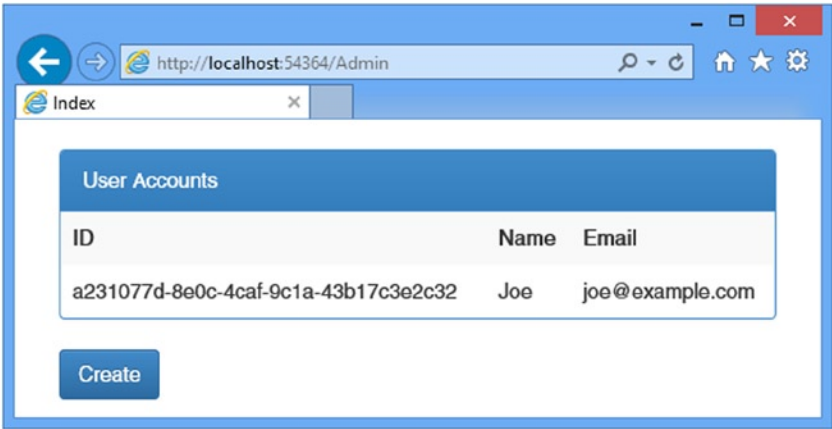 http://localhost:54364/Admin
Index
User Accounts
ID Name Email
a231077d-8e0c-4caf-9c1a-43b17c3e2c32 Joe joe@example.com
Create